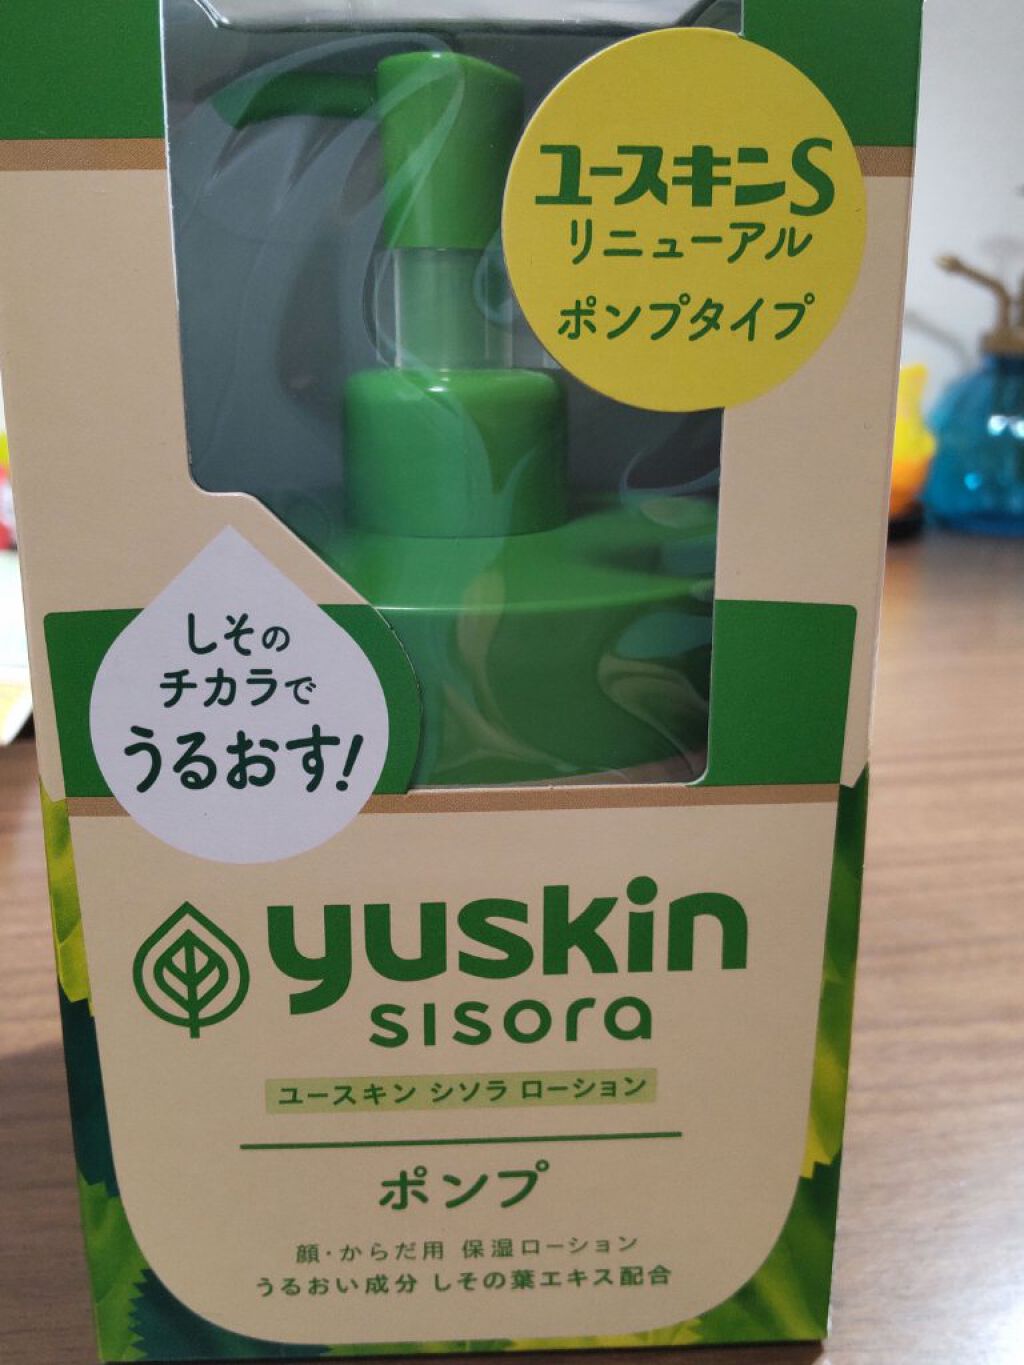 ユースキンS
リニューアル
ポンプタイプ
しその
チカラで
うるおす!
yuskin
sisora
ユースキン シソラ ローション
ポンプ
顔・からだ用 保湿ローション
うるおい成分 しその葉エキス配合